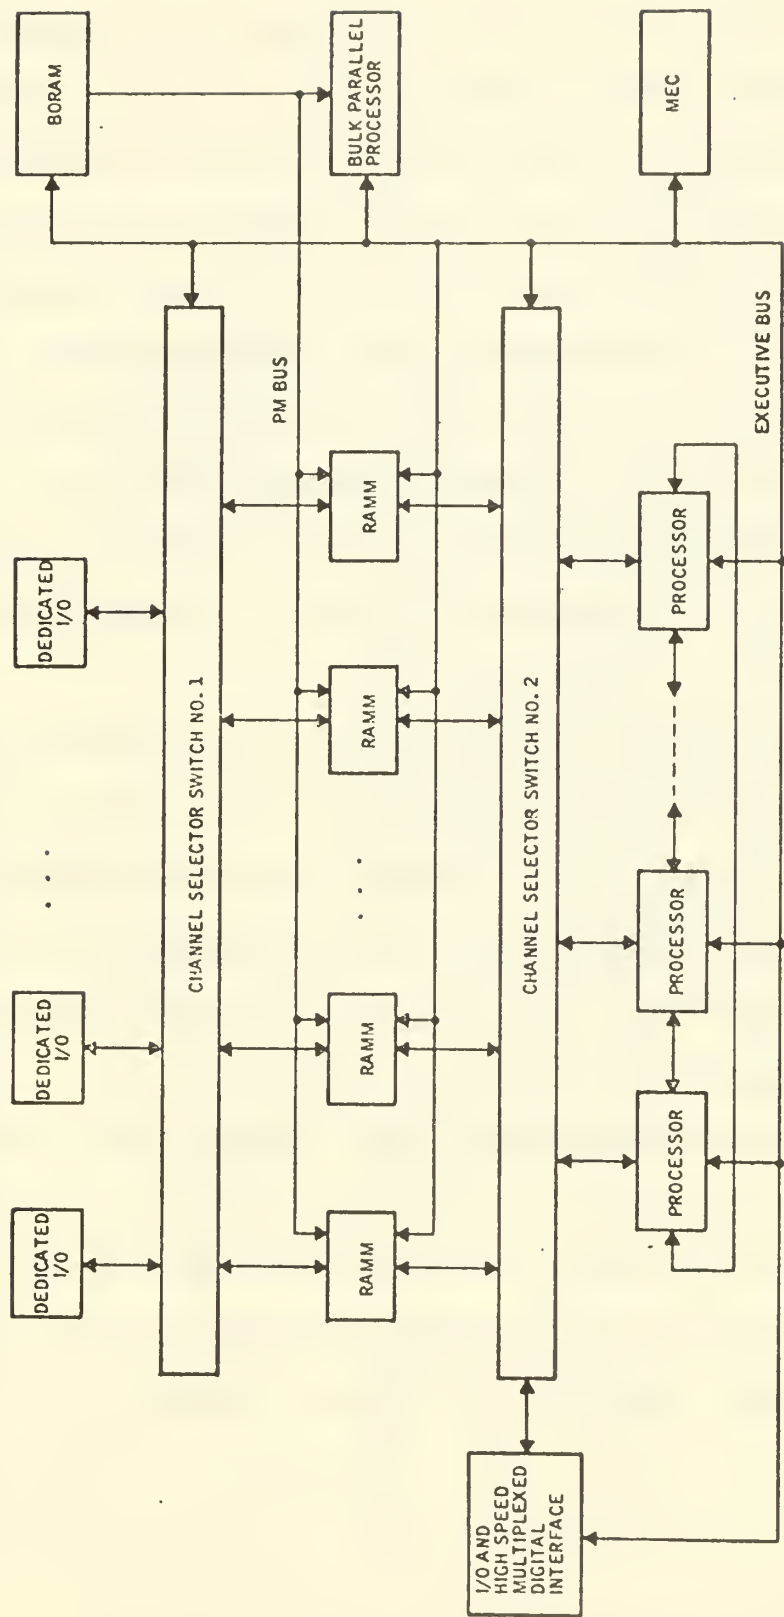 DEDICATED
I/O
DEDICATED
I/O
. . .
DEDICATED
I/O
BORAM
CHANNEL SELECTOR SWITCH NO. 1
PM BUS
RAMM
RAMM
. . .
RAMM
RAMM
BULK PARALLEL
PROCESSOR
I/O AND
HIGH SPEED
MULTIPLEXED
DIGITAL
INTERFACE
CHANNEL SELECTOR SWITCH NO. 2
PROCESSOR
PROCESSOR
PROCESSOR
MEC
EXECUTIVE BUS